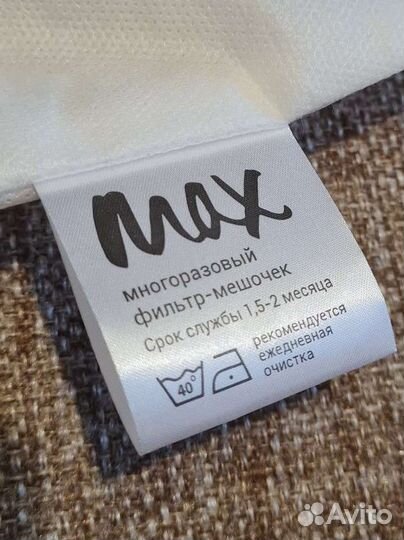 max
многоразовый
фильтр-мешочек
Срок службы 1,5-2 месяца
40°
рекомендуется
ежедневная
очистка
Avito